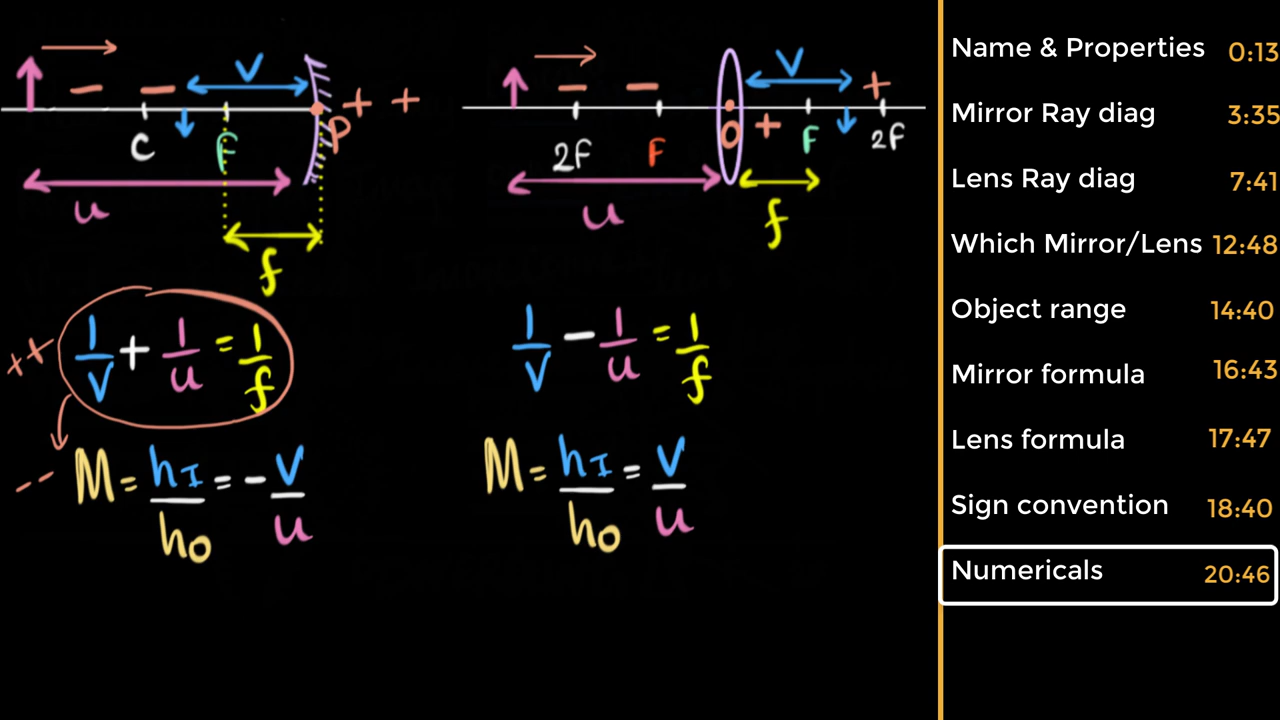 V
C
F
P
u
f
1/V + 1/u = 1/f
M = hI/ho = - V/u
V
2F
F
O
F
2F
u
f
1/V - 1/u = 1/f
M = hI/ho = V/u
Name & Properties 0:13
Mirror Ray diag 3:35
Lens Ray diag 7:41
Which Mirror/Lens 12:48
Object range 14:40
Mirror formula 16:43
Lens formula 17:47
Sign convention 18:40
Numericals 20:46